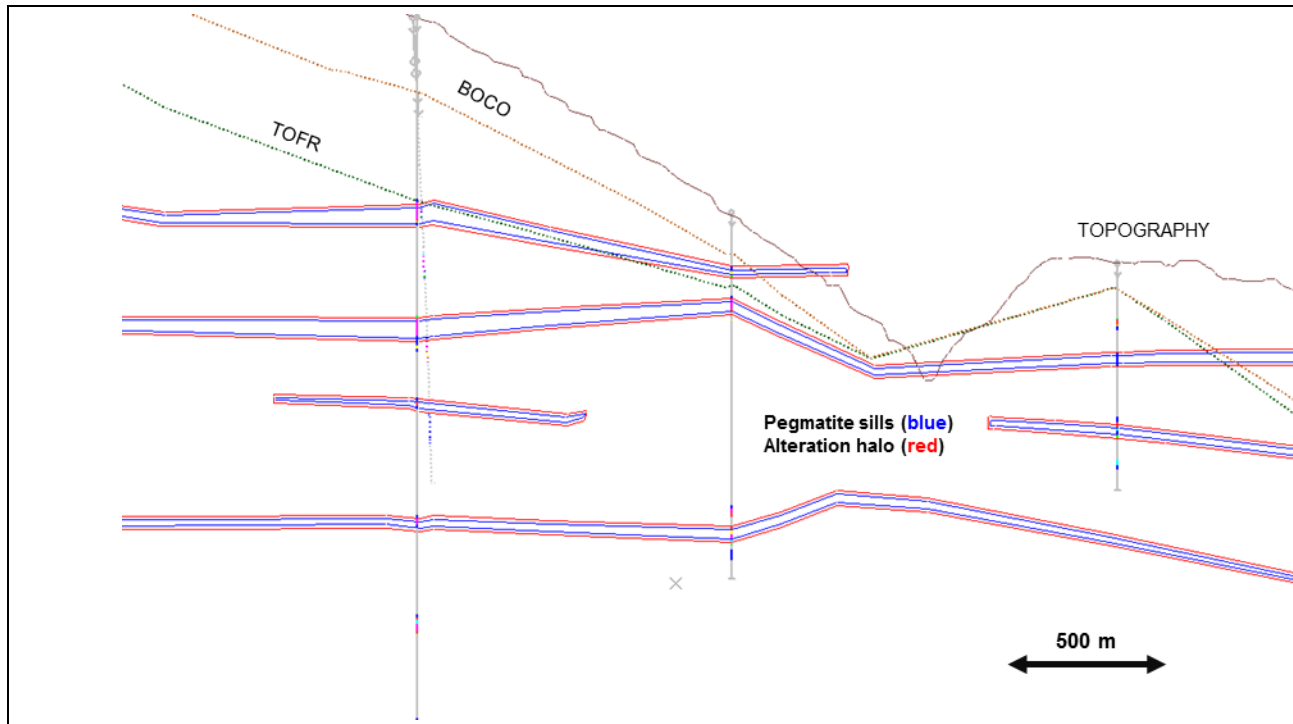 BOCO
TOFR
TOPOGRAPHY
Pegmatite sills (blue)
Alteration halo (red)
500 m